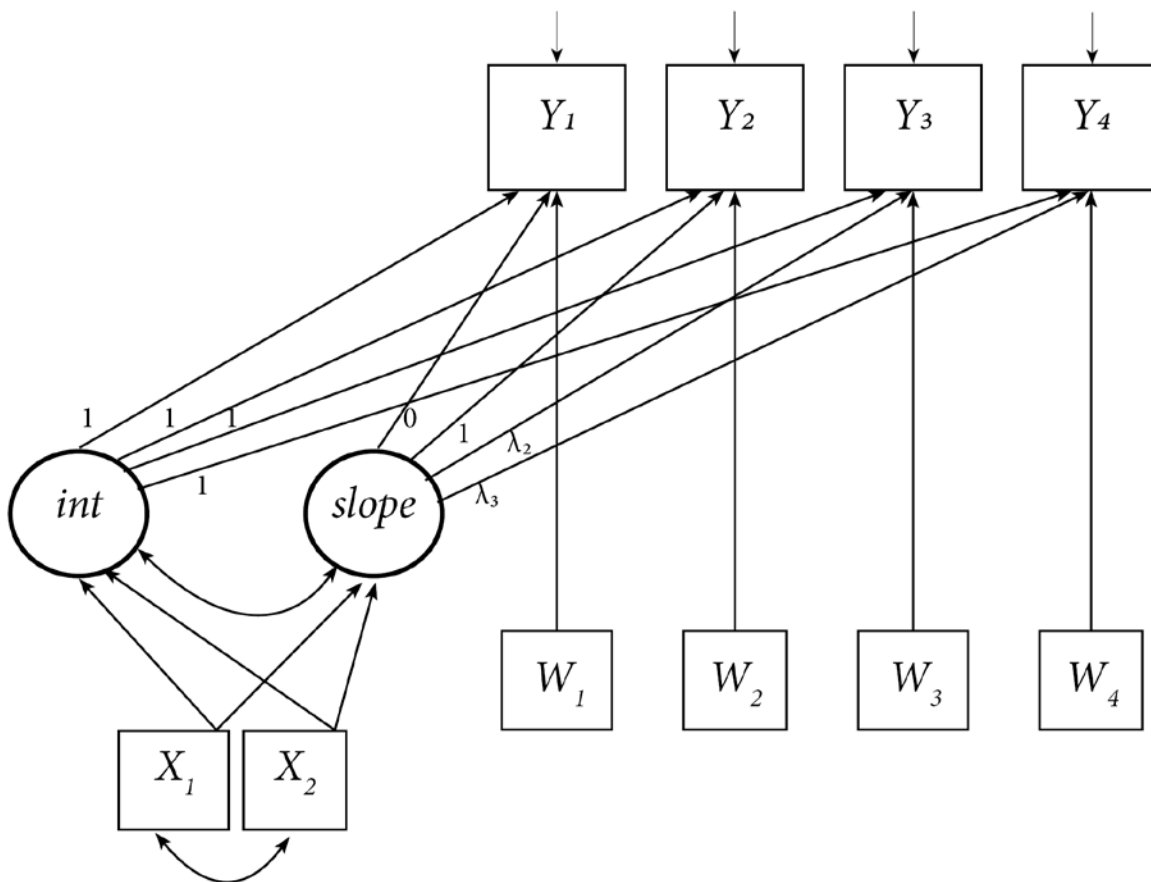 Y₁ Y₂ Y₃ Y₄
1 1 1 0 1
1 λ₂
λ₃
int slope
W₁ W₂ W₃ W₄
X₁ X₂